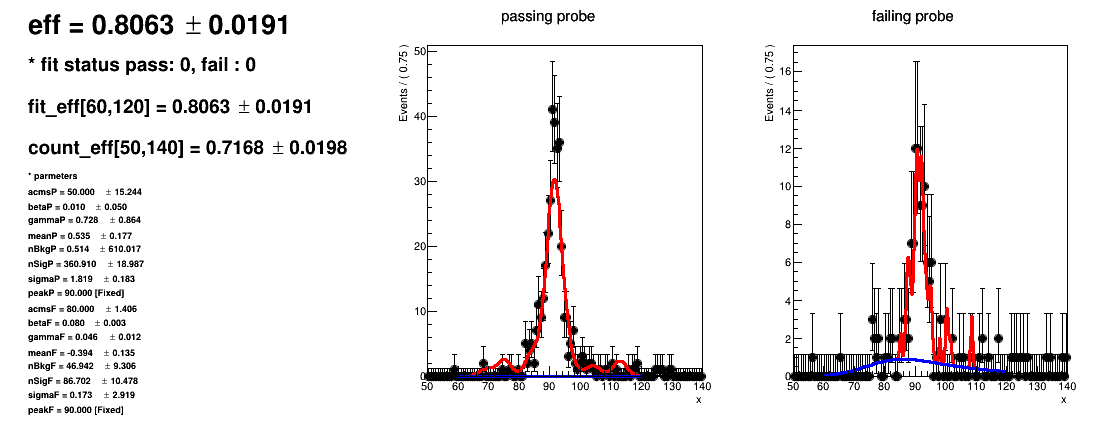 eff = 0.8063 ± 0.0191
* fit status pass: 0, fail : 0
fit_eff[60,120] = 0.8063 ± 0.0191
count_eff[50,140] = 0.7168 ± 0.0198
* parmeters
acmsP = 50.000 ± 15.244
betaP = 0.010 ± 0.050
gammaP = 0.728 ± 0.864
meanP = 0.535 ± 0.177
nBkgP = 0.514 ± 610.017
nSigP = 360.910 ± 18.987
sigmaP = 1.819 ± 0.183
peakP = 90.000 [Fixed]
acmsF = 80.000 ± 1.406
betaF = 0.080 ± 0.003
gammaF = 0.046 ± 0.012
meanF = -0.394 ± 0.135
nBkgF = 46.942 ± 9.306
nSigF = 86.702 ± 10.478
sigmaF = 0.173 ± 2.919
peakF = 90.000 [Fixed]
passing probe
Events / ( 0.75 )
50
40
30
20
10
0
50 60 70 80 90 100 110 120 130 140
x
failing probe
Events / ( 0.75 )
16
14
12
10
8
6
4
2
0
50 60 70 80 90 100 110 120 130 140
x